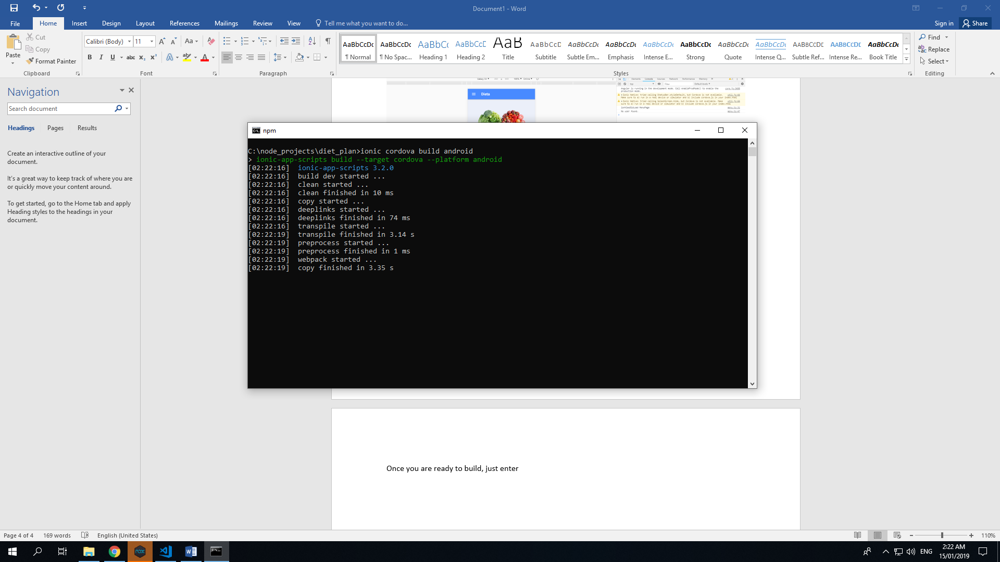 Document1 - Word
File Home Insert Design Layout References Mailings Review View Tell me what you want to do... Sign in Share
Paste
Cut
Copy
Format Painter
Clipboard
Calibri (Body) 11
Font
Paragraph
AaBbCcDc AaBbCcDc AaBbCc AaBbCcD AaB AaBbCcD AaBbCcDc AaBbCcDc AaBbCcDc AaBbCcDc AaBbCcDc AaBbCcDc AABBCCDD AABBCCDD AaBbCcDc
¶ Normal ¶ No Spac... Heading 1 Heading 2 Title Subtitle Subtle Em... Emphasis Intense E... Strong Quote Intense Q... Subtle Ref... Intense Re... Book Title
Styles
Find
Replace
Select
Editing
Navigation
Search document
Headings Pages Results
Create an interactive outline of your
document.
It's a great way to keep track of where you are
or quickly move your content around.
To get started, go to the Home tab and apply
Heading styles to the headings in your
document.
Dieta
npm
C:\node_projects\diet_plan>ionic cordova build android
> ionic-app-scripts build --target cordova --platform android
[02:22:16]  ionic-app-scripts 3.2.0
[02:22:16]  build dev started ...
[02:22:16]  clean started ...
[02:22:16]  clean finished in 10 ms
[02:22:16]  copy started ...
[02:22:16]  deeplinks started ...
[02:22:16]  deeplinks finished in 74 ms
[02:22:16]  transpile started ...
[02:22:19]  transpile finished in 3.14 s
[02:22:19]  preprocess started ...
[02:22:19]  preprocess finished in 1 ms
[02:22:19]  webpack started ...
[02:22:19]  copy finished in 3.35 s
Once you are ready to build, just enter
Page 4 of 4 169 words English (United States) 110%
ENG
2:22 AM
15/01/2019